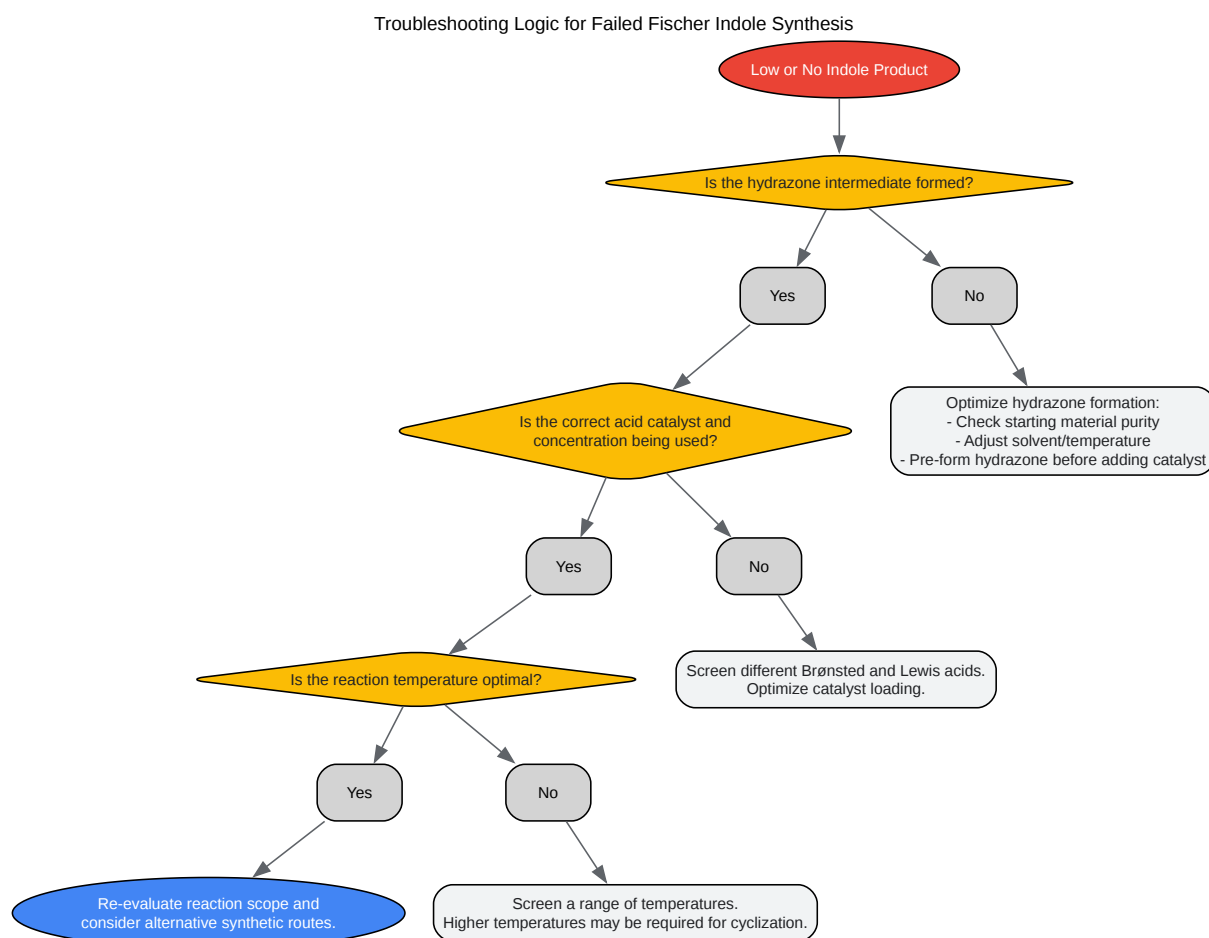 Troubleshooting Logic for Failed Fischer Indole Synthesis
Low or No Indole Product
Is the hydrazone intermediate formed?
Yes
No
Optimize hydrazone formation:
- Check starting material purity
- Adjust solvent/temperature
- Pre-form hydrazone before adding catalyst
Is the correct acid catalyst and
concentration being used?
Yes
No
Screen different Brønsted and Lewis acids.
Optimize catalyst loading.
Is the reaction temperature optimal?
Yes
No
Re-evaluate reaction scope and
consider alternative synthetic routes.
Screen a range of temperatures.
Higher temperatures may be required for cyclization.